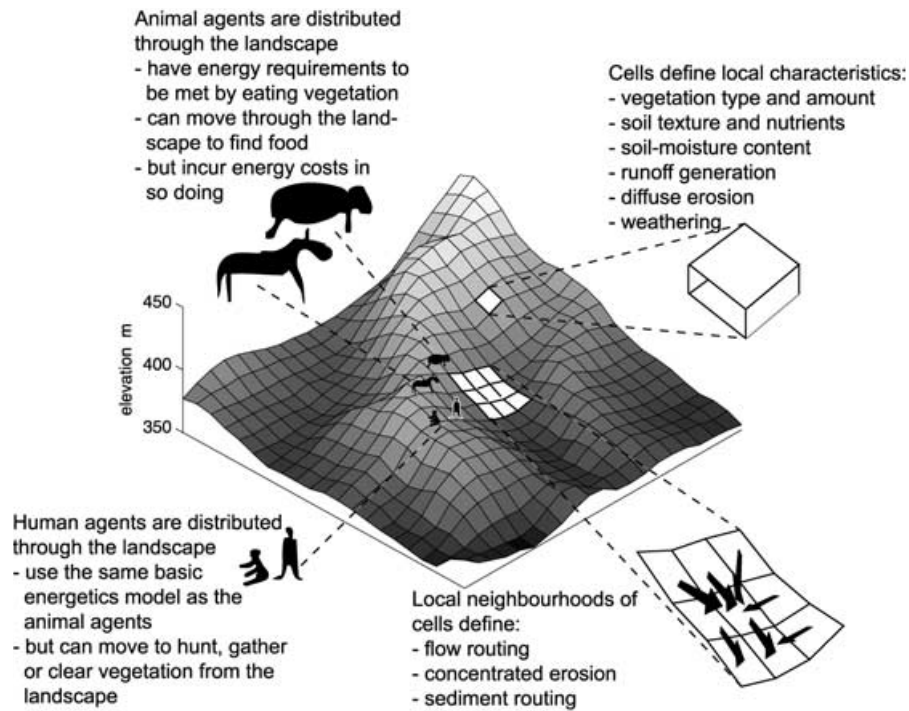 Animal agents are distributed
through the landscape
- have energy requirements to
be met by eating vegetation
- can move through the land-
scape to find food
- but incur energy costs in
so doing
Cells define local characteristics:
- vegetation type and amount
- soil texture and nutrients
- soil-moisture content
- runoff generation
- diffuse erosion
- weathering
450
400
350
elevation m
Human agents are distributed
through the landscape
- use the same basic
energetics model as the
animal agents
- but can move to hunt, gather
or clear vegetation from the
landscape
Local neighbourhoods of
cells define:
- flow routing
- concentrated erosion
- sediment routing